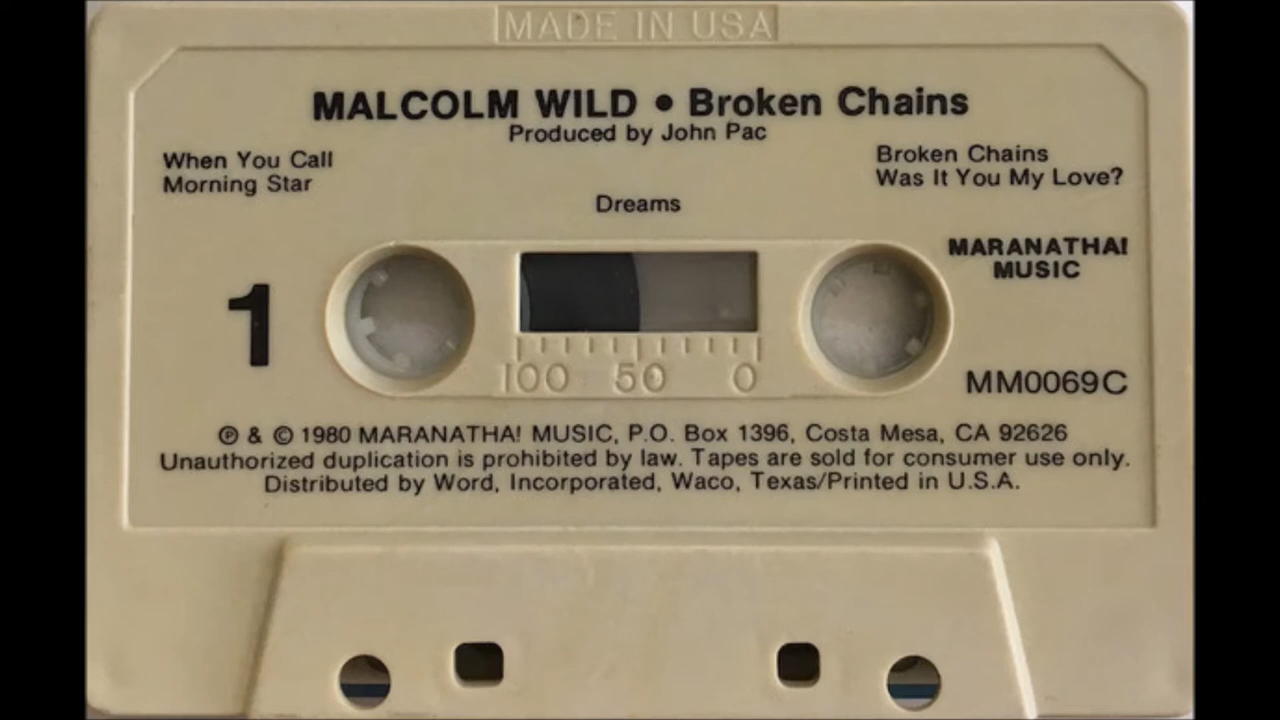 MADE IN USA
MALCOLM WILD • Broken Chains
Produced by John Pac
When You Call
Morning Star
Dreams
Broken Chains
Was It You My Love?
MARANATHA!
MUSIC
1
100 50 0
MM0069C
℗ & © 1980 MARANATHA! MUSIC, P.O. Box 1396, Costa Mesa, CA 92626
Unauthorized duplication is prohibited by law. Tapes are sold for consumer use only.
Distributed by Word, Incorporated, Waco, Texas/Printed in U.S.A.